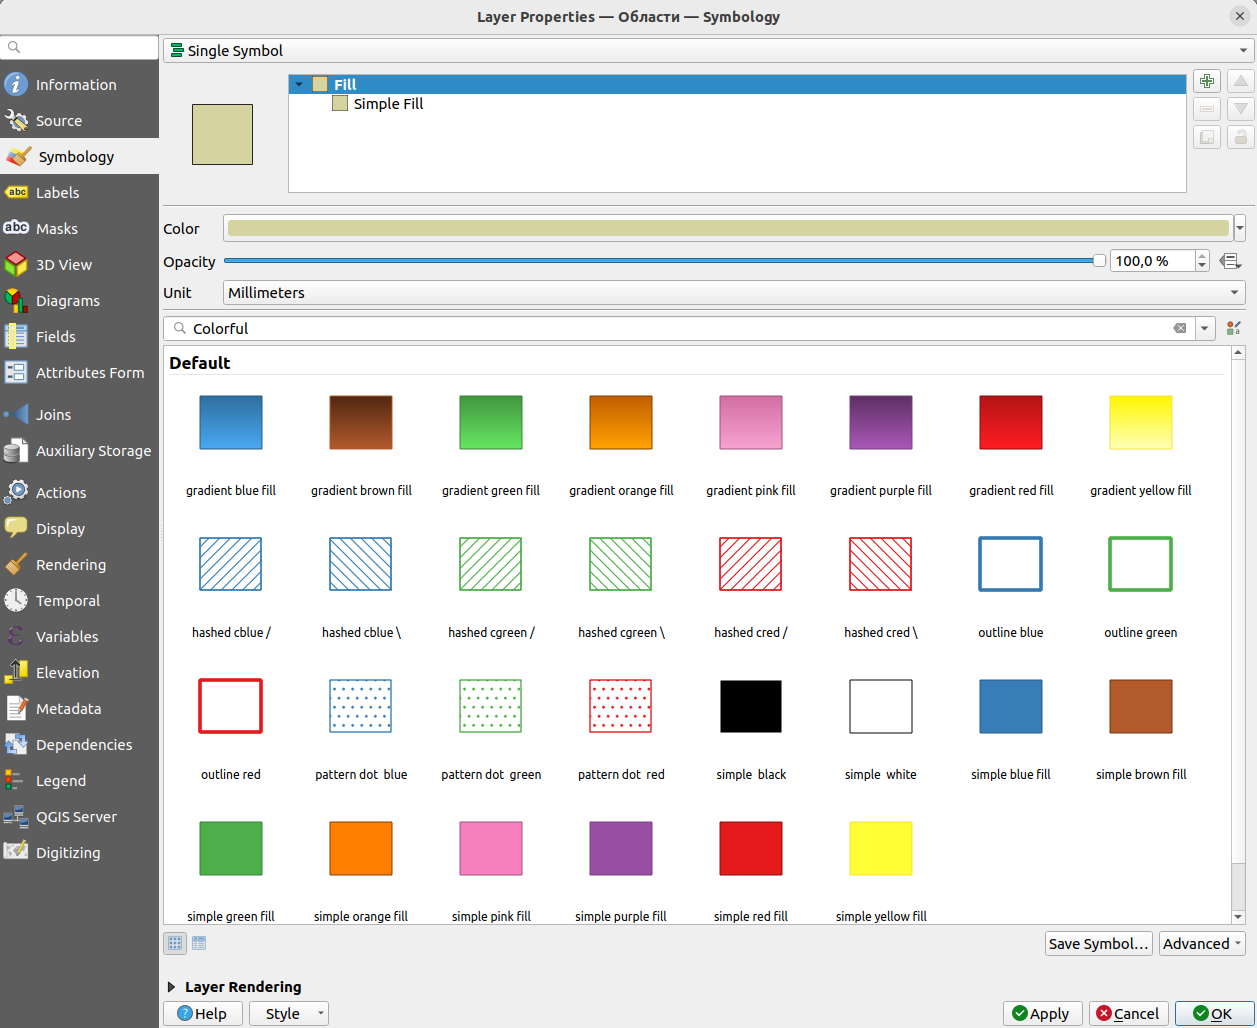 Layer Properties — Области — Symbology
Single Symbol
Information
Source
Symbology
Labels
Masks
3D View
Diagrams
Fields
Attributes Form
Joins
Auxiliary Storage
Actions
Display
Rendering
Temporal
Variables
Elevation
Metadata
Dependencies
Legend
QGIS Server
Digitizing
Fill
Simple Fill
Color
Opacity 100,0 %
Unit Millimeters
Colorful
Default
gradient blue fill gradient brown fill gradient green fill gradient orange fill gradient pink fill gradient purple fill gradient red fill gradient yellow fill
hashed cblue / hashed cblue \ hashed cgreen / hashed cgreen \ hashed cred / hashed cred \ outline blue outline green
outline red pattern dot blue pattern dot green pattern dot red simple black simple white simple blue fill simple brown fill
simple green fill simple orange fill simple pink fill simple purple fill simple red fill simple yellow fill
Save Symbol... Advanced
Layer Rendering
Help Style Apply Cancel OK